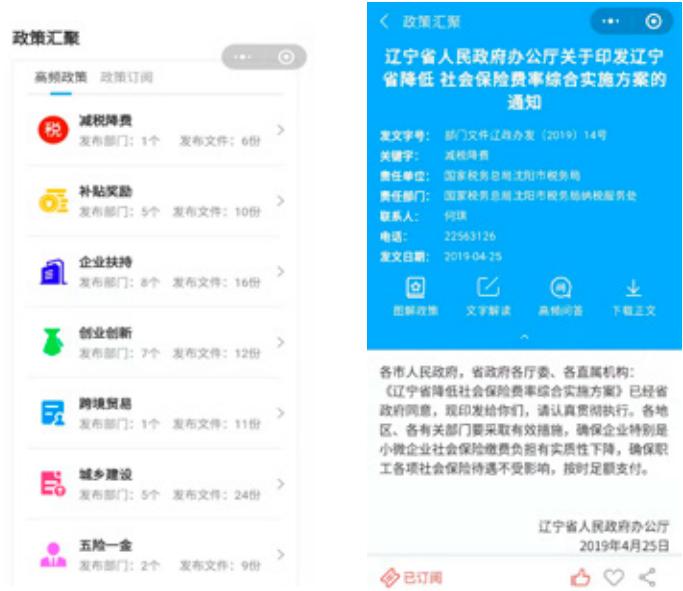 政策汇聚
高频政策 政策订阅
税
减税降费
发布部门：1个 发布文件：6份
补贴奖励
发布部门：5个 发布文件：10份
企业扶持
发布部门：8个 发布文件：16份
创业创新
发布部门：7个 发布文件：12份
跨境贸易
发布部门：1个 发布文件：11份
城乡建设
发布部门：5个 发布文件：24份
五险一金
发布部门：2个 发布文件：9份
政策汇聚
辽宁省人民政府办公厅关于印发辽宁
省降低 社会保险费率综合实施方案的
通知
发文字号： 部门文件辽政办发（2019）14号
关键字： 减税降费
责任单位： 国家税务总局沈阳市税务局
责任部门： 国家税务总局沈阳市税务局纳税服务处
联系人： 何琪
电话： 22563126
发文日期： 2019-04-25
图解政策 文字解读 高频问答 下载正文
各市人民政府，省政府各厅委、各直属机构：
《辽宁省降低社会保险费率综合实施方案》已经省
政府同意，现印发给你们，请认真贯彻执行。各地
区、各有关部门要采取有效措施，确保企业特别是
小微企业社会保险缴费负担有实质性下降，确保职
工各项社会保险待遇不受影响，按时足额支付。
辽宁省人民政府办公厅
2019年4月25日
已订阅